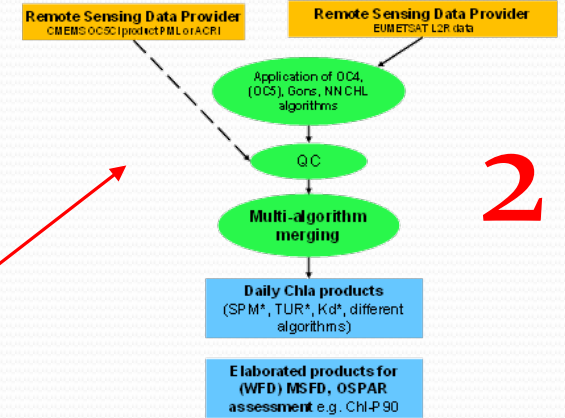 Remote Sensing Data Provider
CMEMS OC5CI product PML or ACRI
Remote Sensing Data Provider
EUMETSAT L2R data
Application of OC4,
(OC5), Gons, NN CHL
algorithms
QC
2
Multi-algorithm
merging
Daily Chla products
(SPM*, TUR*, Kd*, different
algorithms)
Elaborated products for
(WFD) MSFD, OSPAR
assessment e.g. Chl-P90